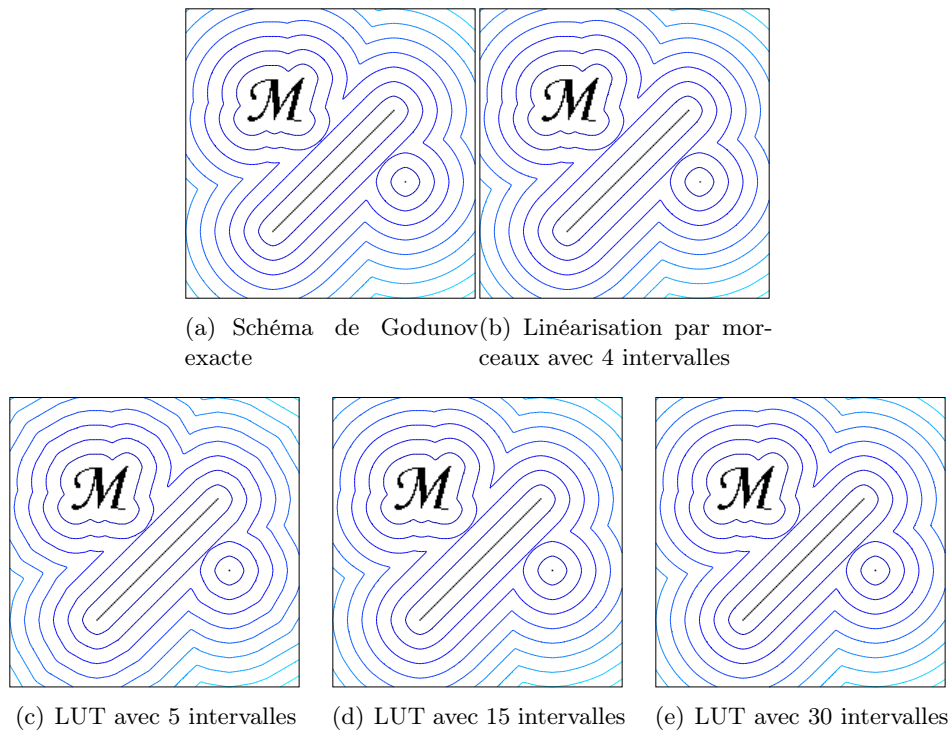 M M
(a) Schéma de Godunov(b) Linéarisation par mor-
exacte ceaux avec 4 intervalles
M M M
(c) LUT avec 5 intervalles (d) LUT avec 15 intervalles (e) LUT avec 30 intervalles